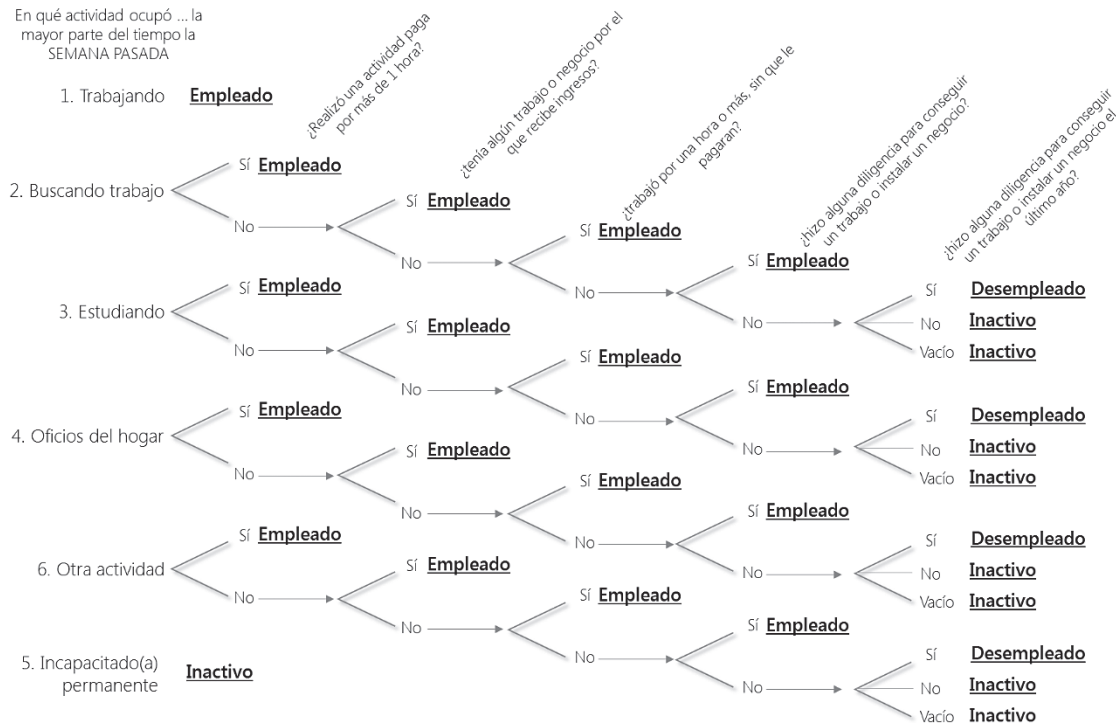 En qué actividad ocupó ... la
mayor parte del tiempo la
SEMANA PASADA
¿Realizó una actividad paga
por más de 1 hora?
¿tenía algún trabajo o negocio por el
que recibe ingresos?
¿trabajó por una hora o más, sin que le
pagaran?
¿hizo alguna diligencia para conseguir
un trabajo o instalar un negocio?
¿hizo alguna diligencia para conseguir
un trabajo o instalar un negocio el
último año?
1. Trabajando Empleado
2. Buscando trabajo
Sí Empleado
No
Sí Empleado
No
Sí Empleado
No
Sí Empleado
No
Sí Desempleado
No Inactivo
Vacío Inactivo
3. Estudiando
Sí Empleado
No
Sí Empleado
No
Sí Empleado
No
Sí Empleado
No
Sí Desempleado
No Inactivo
Vacío Inactivo
4. Oficios del hogar
Sí Empleado
No
Sí Empleado
No
Sí Empleado
No
Sí Empleado
No
Sí Desempleado
No Inactivo
Vacío Inactivo
6. Otra actividad
Sí Empleado
No
Sí Empleado
No
Sí Empleado
No
Sí Empleado
No
Sí Desempleado
No Inactivo
Vacío Inactivo
5. Incapacitado(a)
permanente
Inactivo